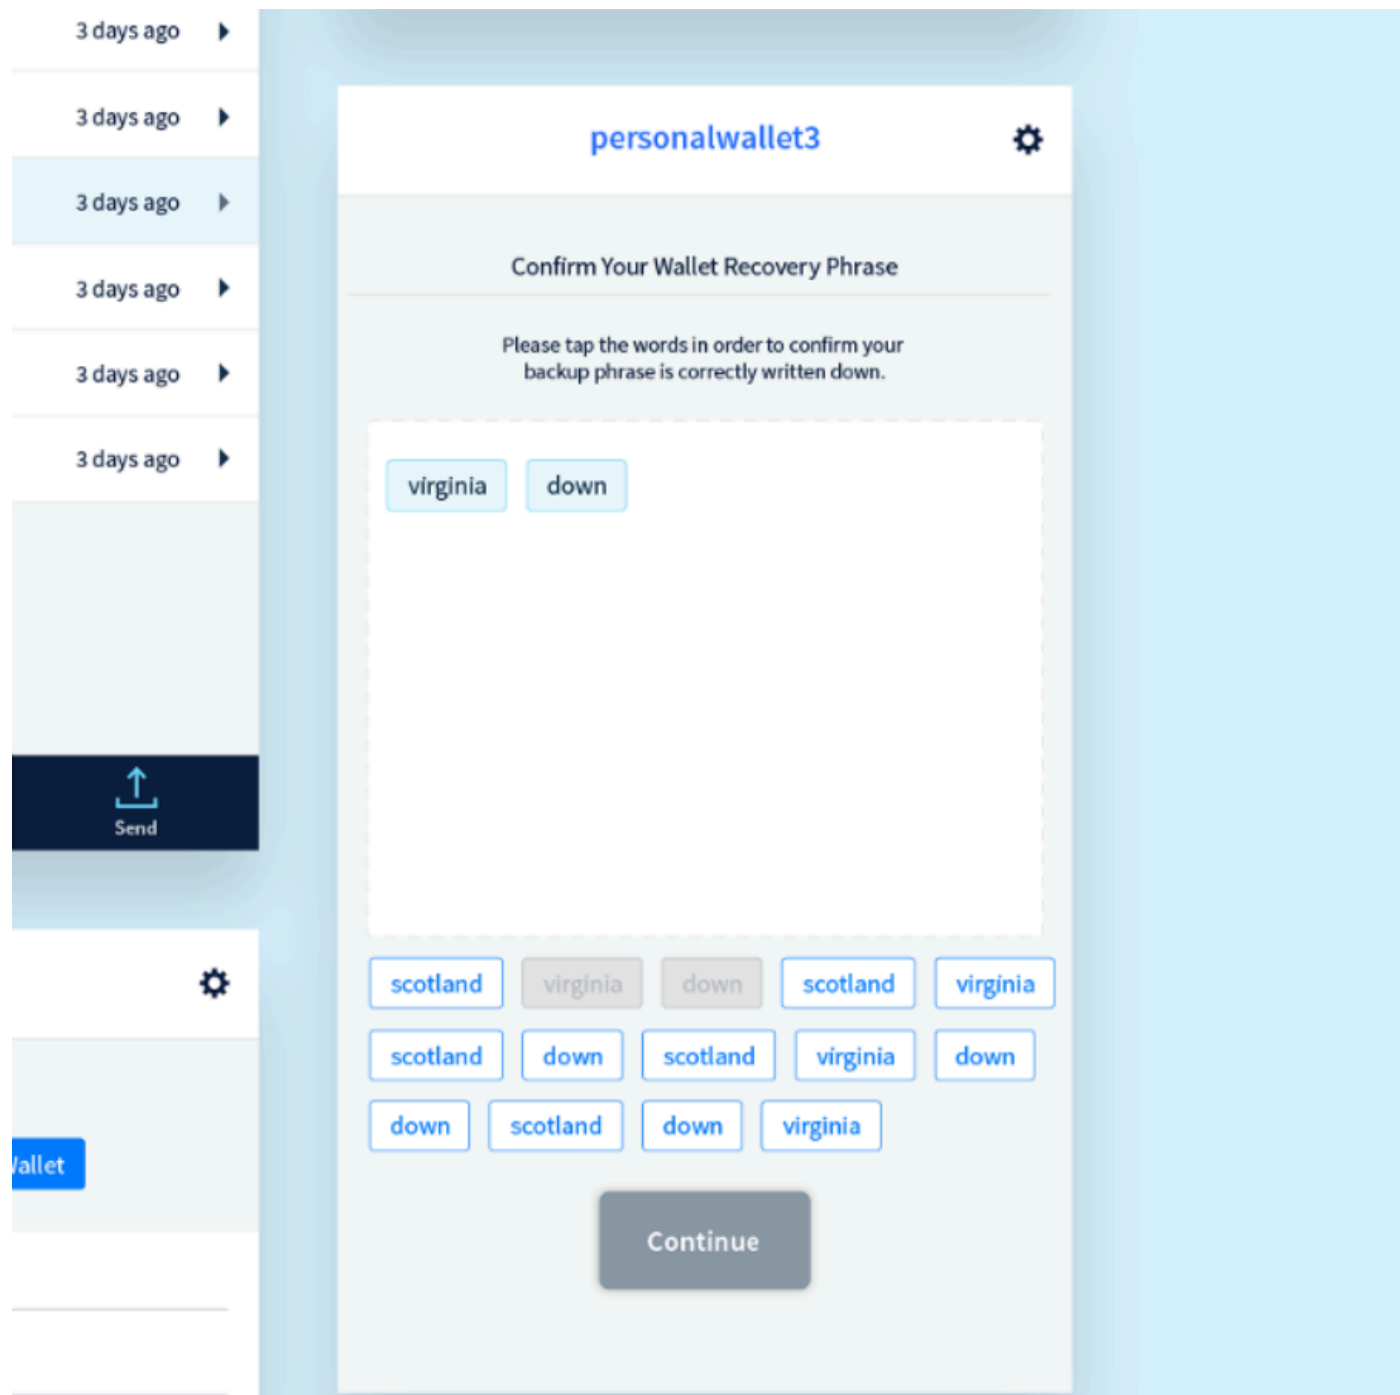 3 days ago
3 days ago
3 days ago
3 days ago
3 days ago
3 days ago
Send
personalwallet3
Confirm Your Wallet Recovery Phrase
Please tap the words in order to confirm your
backup phrase is correctly written down.
virginia down
scotland virginia down scotland virginia
scotland down scotland virginia down
down scotland down virginia
Continue